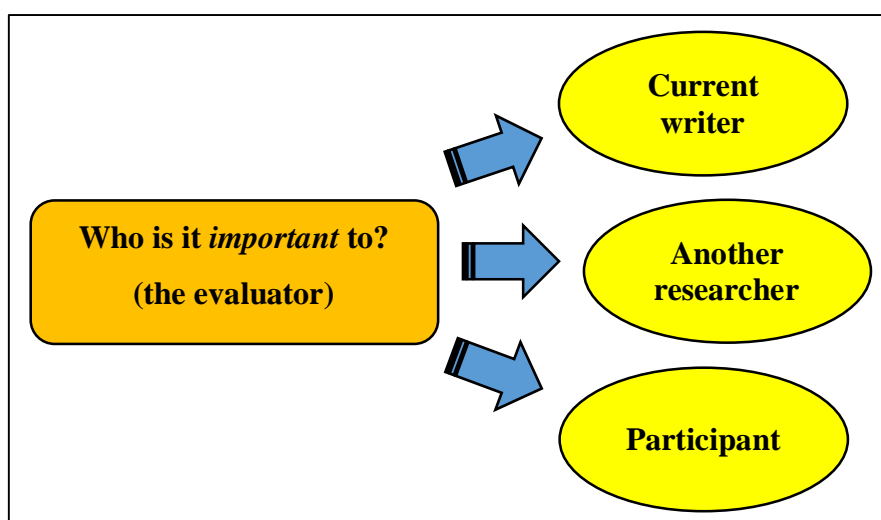 Who is it important to?
(the evaluator)
Current
writer
Another
researcher
Participant